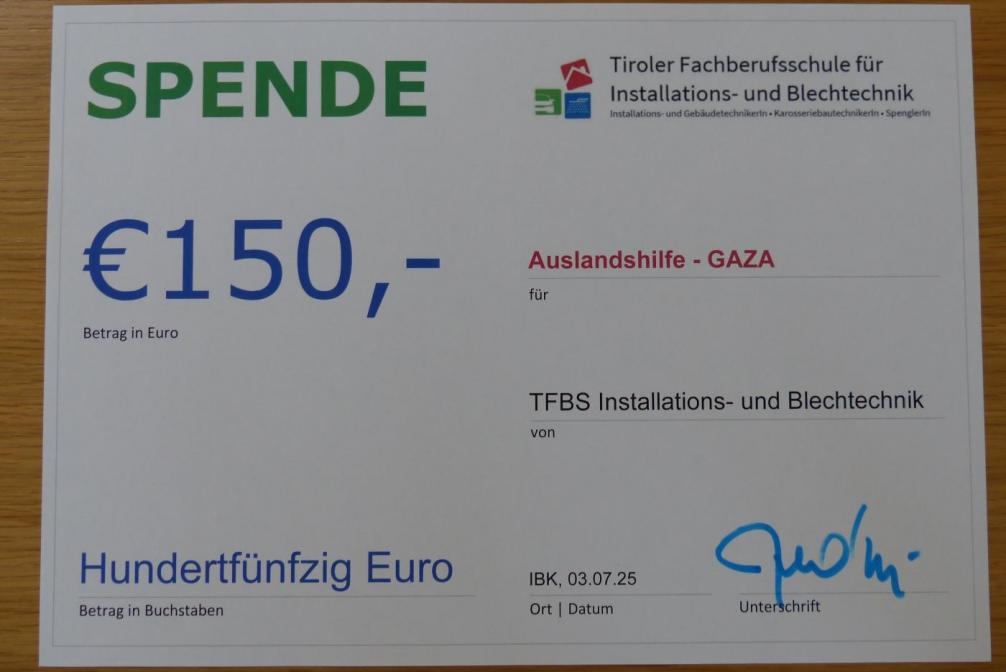 SPENDE
Tiroler Fachberufsschule für
Installations- und Blechtechnik
Installations- und GebäudetechnikerIn • KarosseriebautechnikerIn • SpenglerIn
€150,-
Betrag in Euro
Auslandshilfe - GAZA
für
TFBS Installations- und Blechtechnik
von
Hundertfünfzig Euro
Betrag in Buchstaben
IBK, 03.07.25
Ort | Datum
Unterschrift